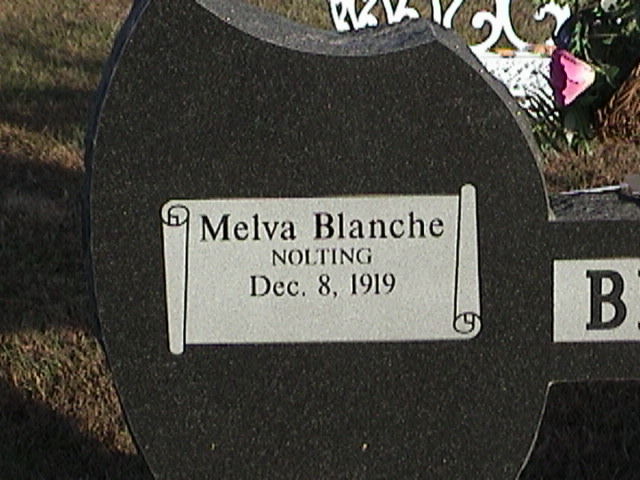 Melva Blanche
NOLTING
Dec. 8, 1919
B